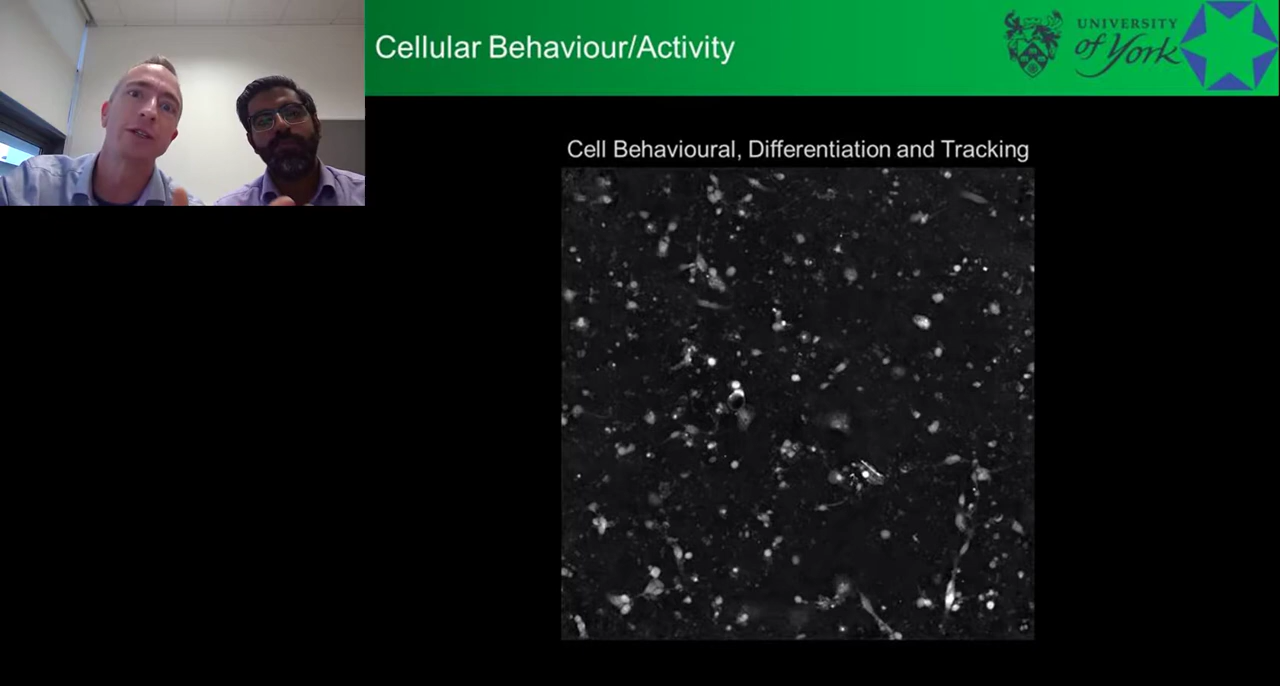 Cellular Behaviour/Activity
UNIVERSITY
of York
Cell Behavioural, Differentiation and Tracking